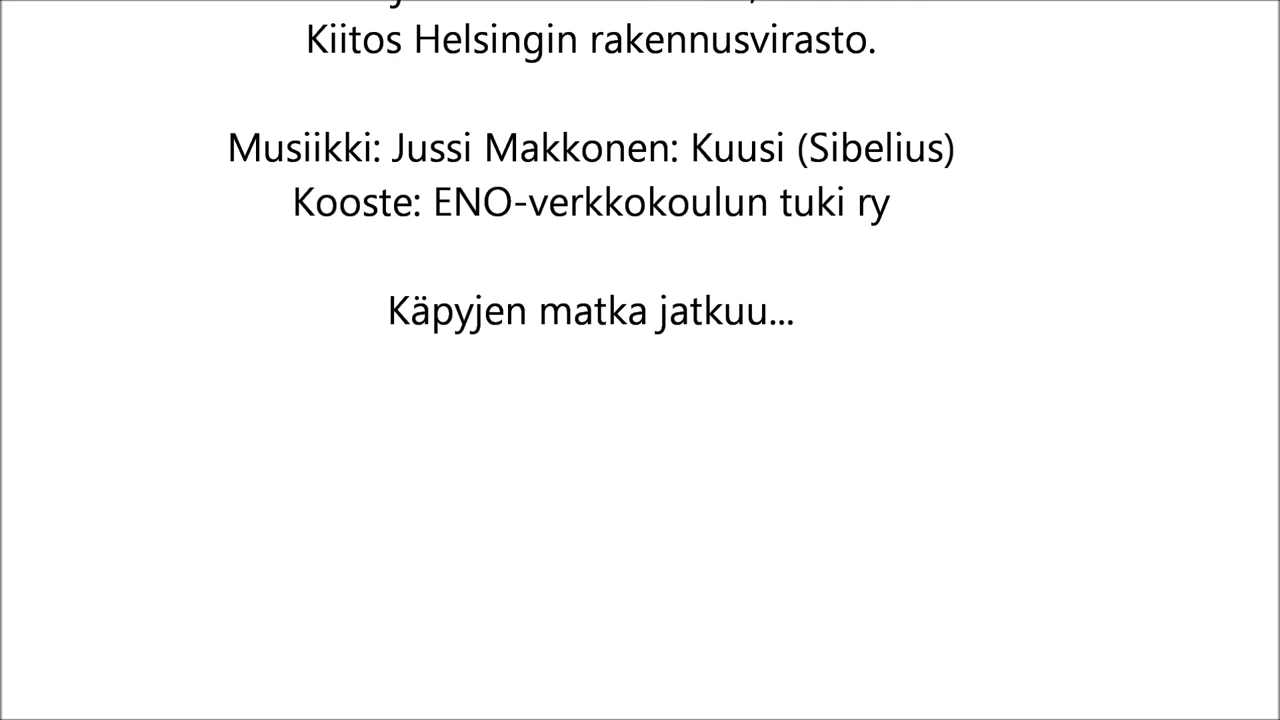 Kiitos Helsingin rakennusvirasto.
Musiikki: Jussi Makkonen: Kuusi (Sibelius)
Kooste: ENO-verkkokoulun tuki ry
Käpyjen matka jatkuu...